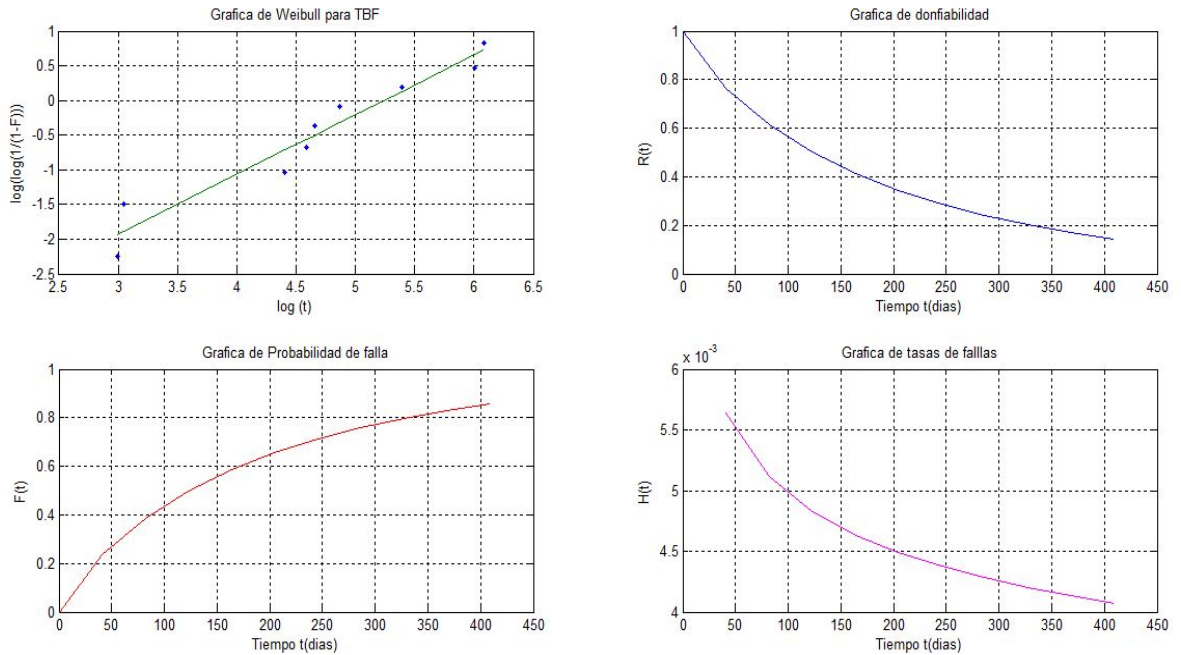 Grafica de Weibull para TBF
1
0.5
0
-0.5
-1
-1.5
-2
-2.5
log(log(1/(1-F)))
2.5 3 3.5 4 4.5 5 5.5 6 6.5
log (t)
Grafica de donfiabilidad
1
0.8
0.6
0.4
0.2
0
R(t)
0 50 100 150 200 250 300 350 400 450
Tiempo t(dias)
Grafica de Probabilidad de falla
1
0.8
0.6
0.4
0.2
0
F(t)
0 50 100 150 200 250 300 350 400 450
Tiempo t(dias)
Grafica de tasas de falllas
x 10-3
6
5.5
5
4.5
4
H(t)
0 50 100 150 200 250 300 350 400 450
Tiempo t(dias)